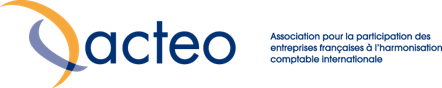 acteo
Association pour la participation des
entreprises françaises à l'harmonisation
comptable internationale